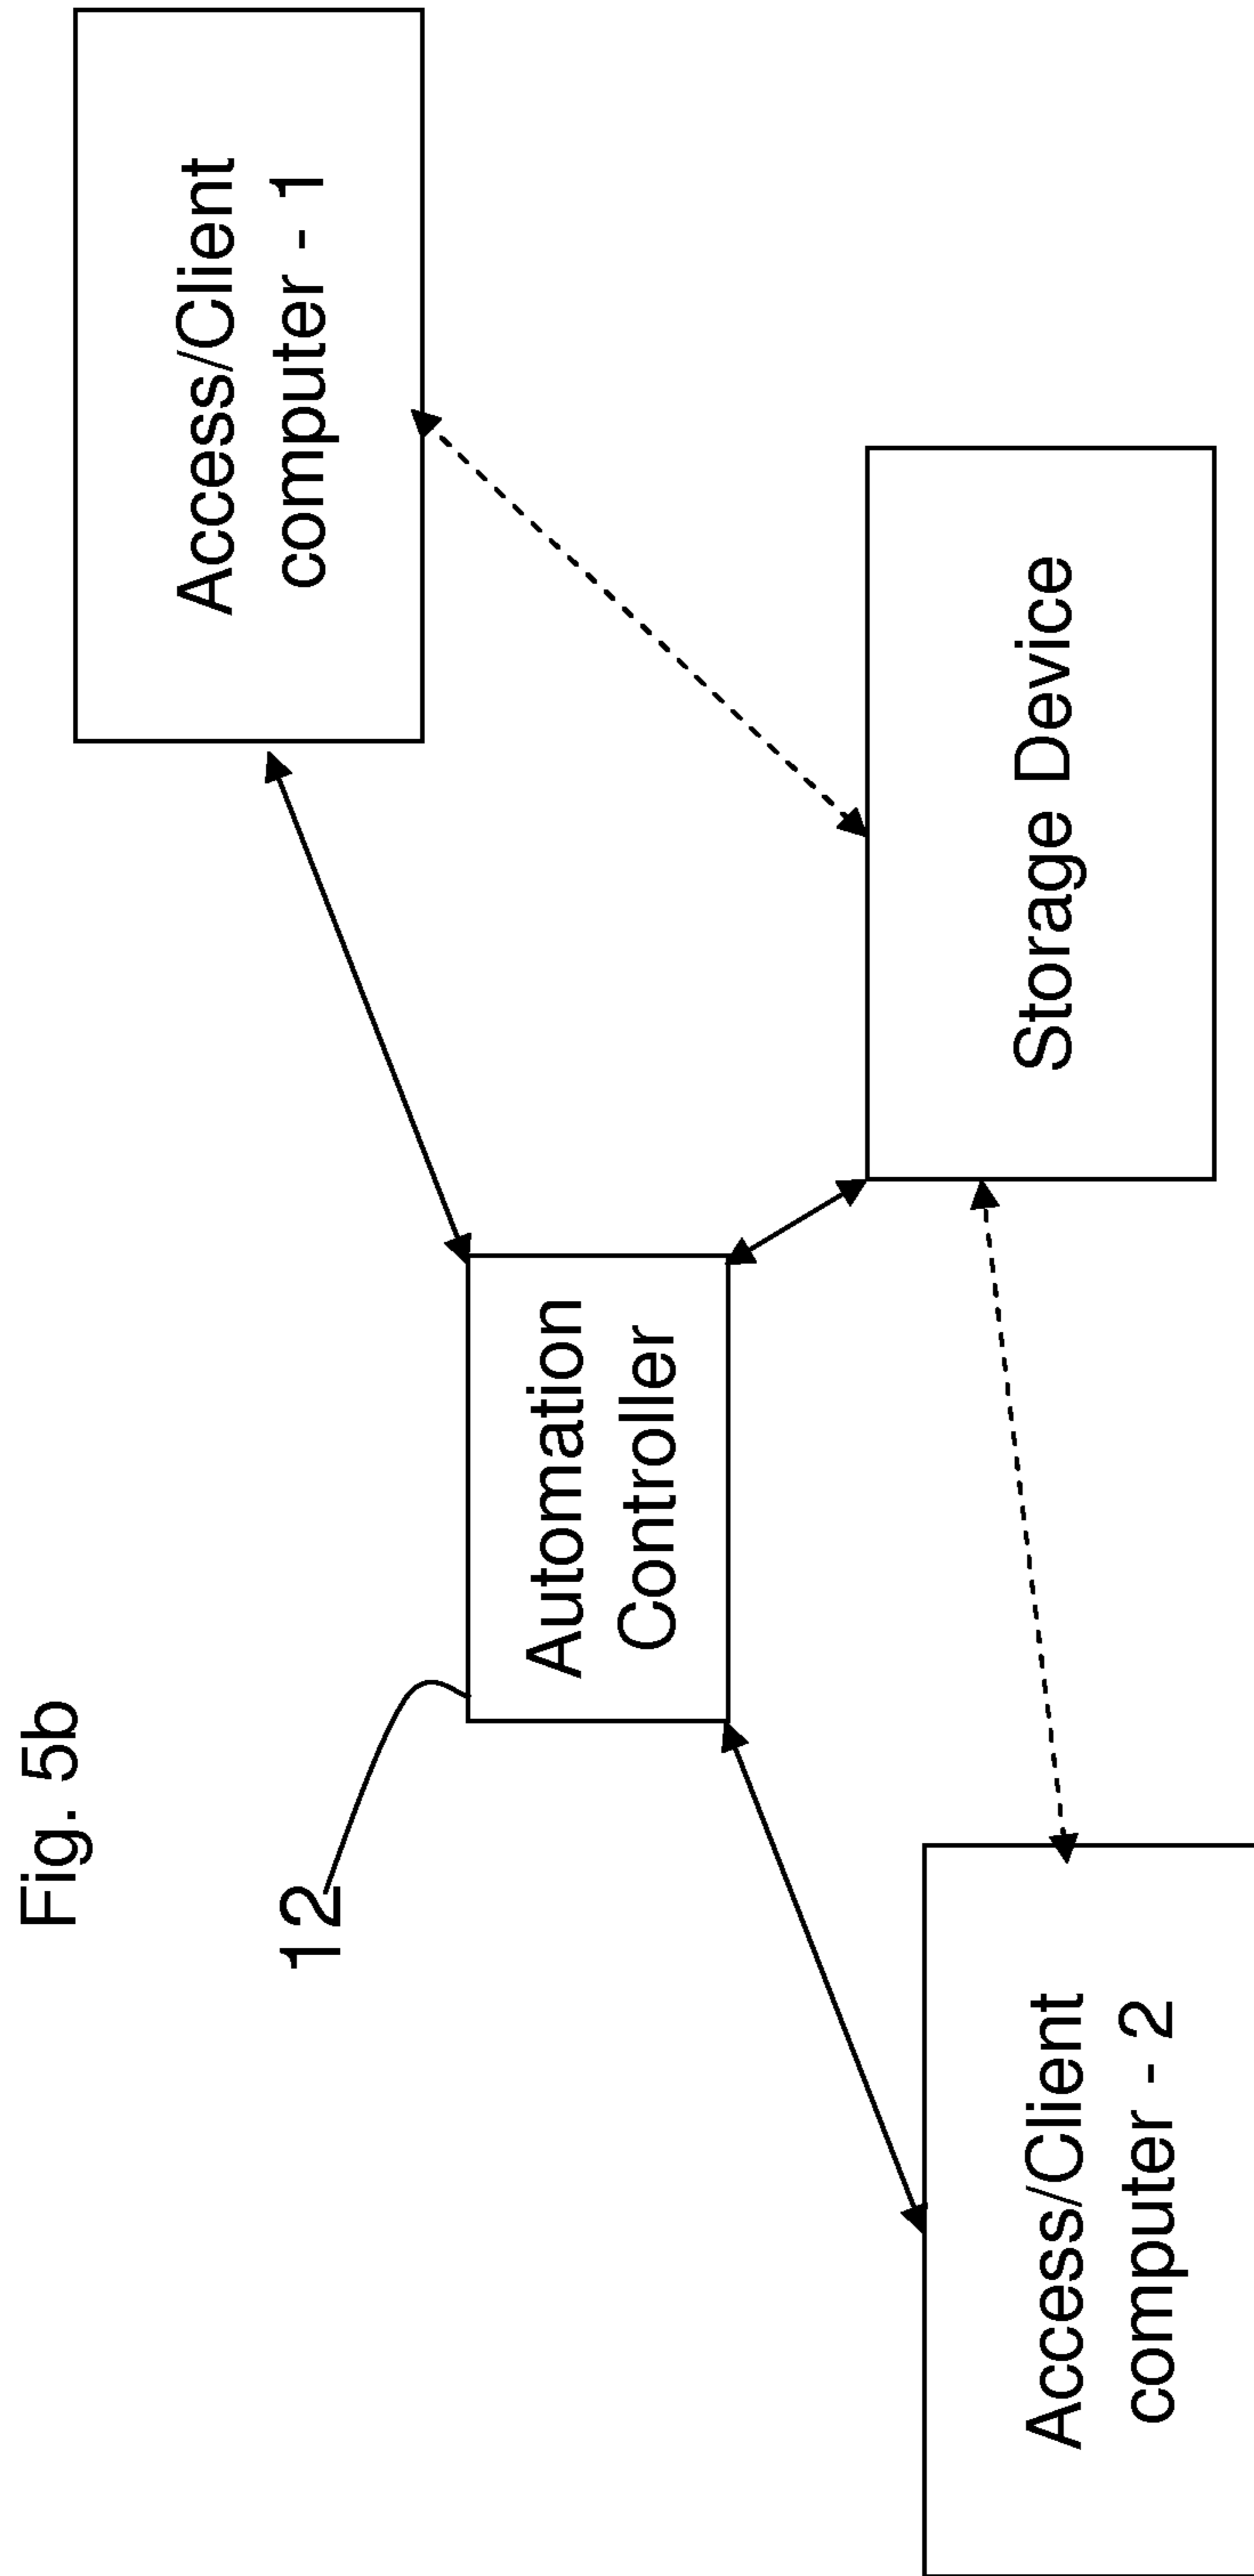 Fig. 5b
12
Access/Client
computer - 1
Automation
Controller
Storage Device
Access/Client
computer - 2